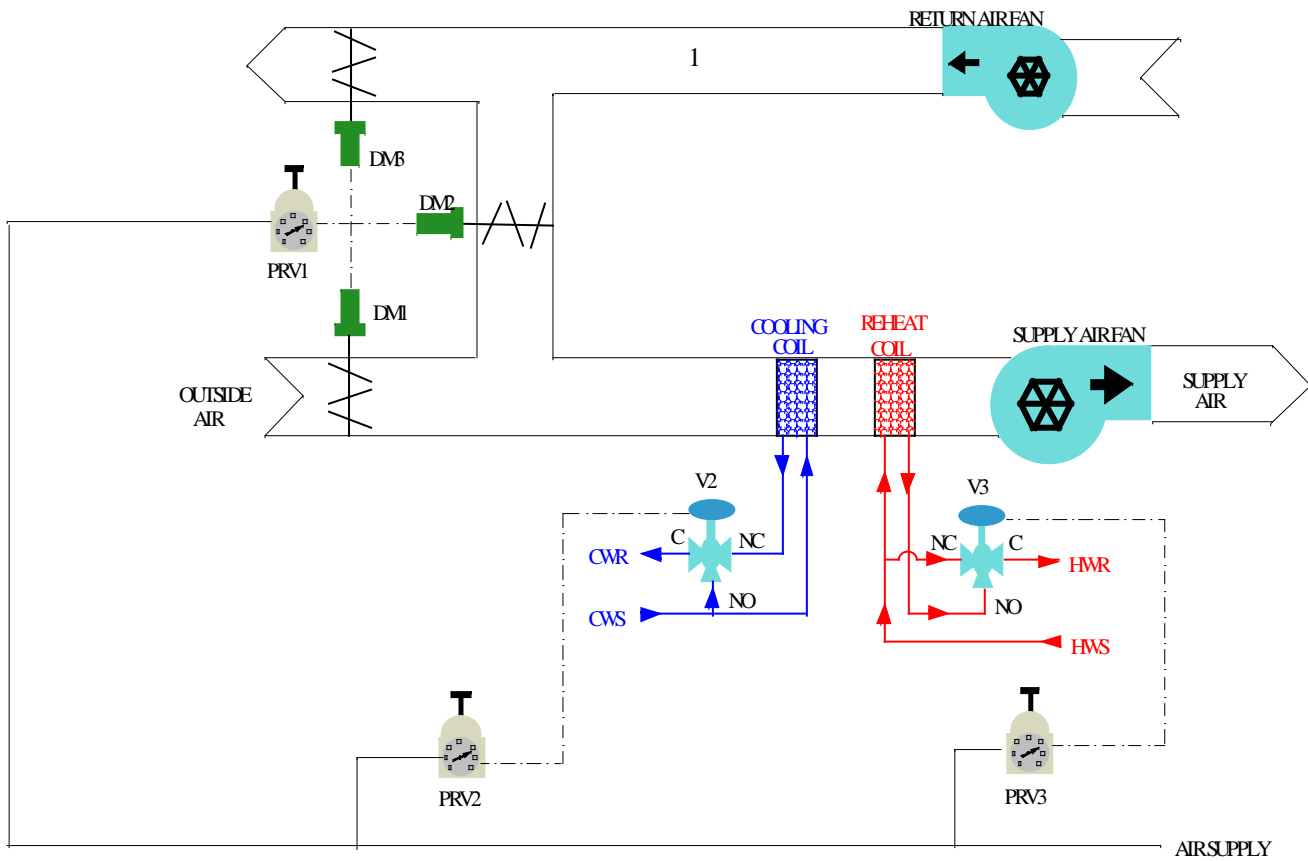 RETURN AIR FAN
1
DM3
DM2
PRV1
DM1
COOLING
COIL
REHEAT
COIL
SUPPLY AIR FAN
OUTSIDE
AIR
SUPPLY
AIR
V2
V3
C
NC
NC
C
CWR
HWR
NO
NO
CWS
HWS
PRV2
PRV3
AIR SUPPLY